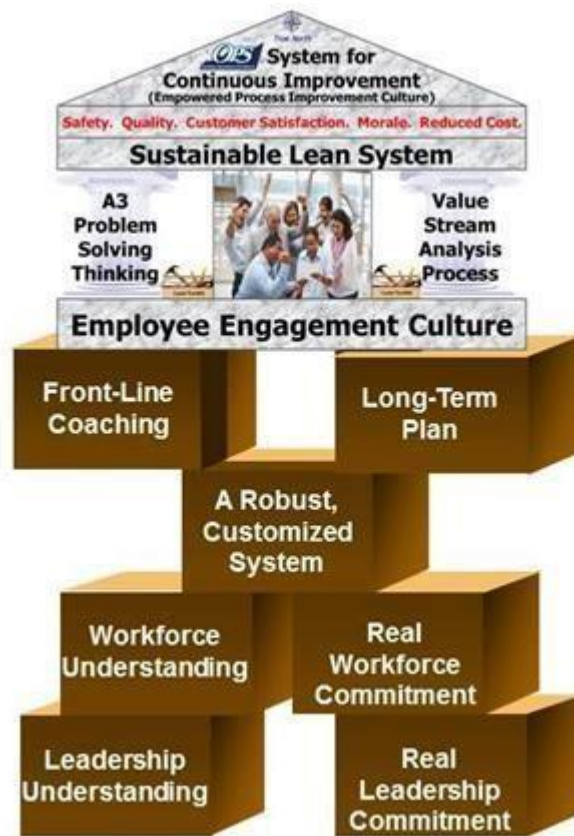 True North
OPS System for
Continuous Improvement
(Empowered Process Improvement Culture)
Safety. Quality. Customer Satisfaction. Morale. Reduced Cost.
Sustainable Lean System
A3
Problem
Solving
Thinking
Value
Stream
Analysis
Process
Employee Engagement Culture
Front-Line
Coaching
Long-Term
Plan
A Robust,
Customized
System
Workforce
Understanding
Real
Workforce
Commitment
Leadership
Understanding
Real
Leadership
Commitment